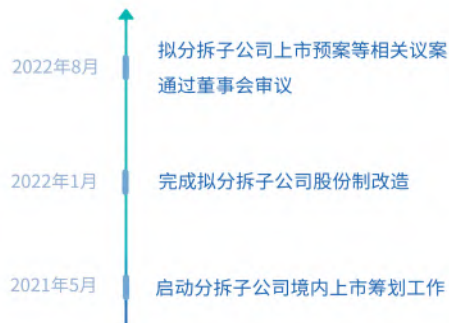 拟分拆子公司上市预案等相关议案
2022年8月
通过董事会审议
2022年1月
完成拟分拆子公司股份制改造
2021年5月
启动分拆子公司境内上市筹划工作